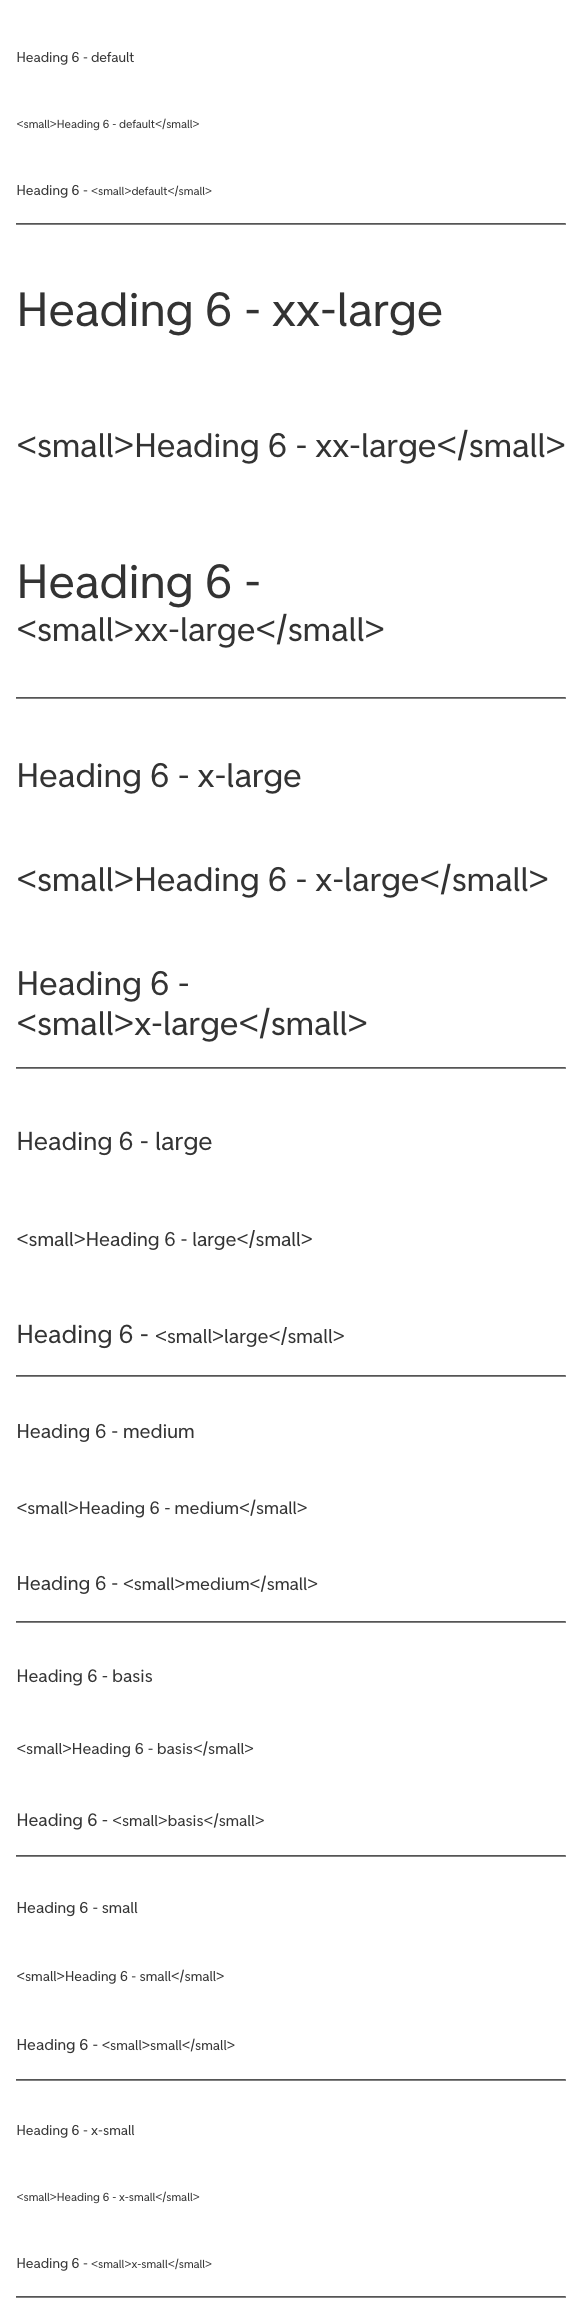 Heading 6 - default
<small>Heading 6 - default</small>
Heading 6 - <small>default</small>
Heading 6 - xx-large
<small>Heading 6 - xx-large</small>
Heading 6 -
<small>xx-large</small>
Heading 6 - x-large
<small>Heading 6 - x-large</small>
Heading 6 -
<small>x-large</small>
Heading 6 - large
<small>Heading 6 - large</small>
Heading 6 - <small>large</small>
Heading 6 - medium
<small>Heading 6 - medium</small>
Heading 6 - <small>medium</small>
Heading 6 - basis
<small>Heading 6 - basis</small>
Heading 6 - <small>basis</small>
Heading 6 - small
<small>Heading 6 - small</small>
Heading 6 - <small>small</small>
Heading 6 - x-small
<small>Heading 6 - x-small</small>
Heading 6 - <small>x-small</small>